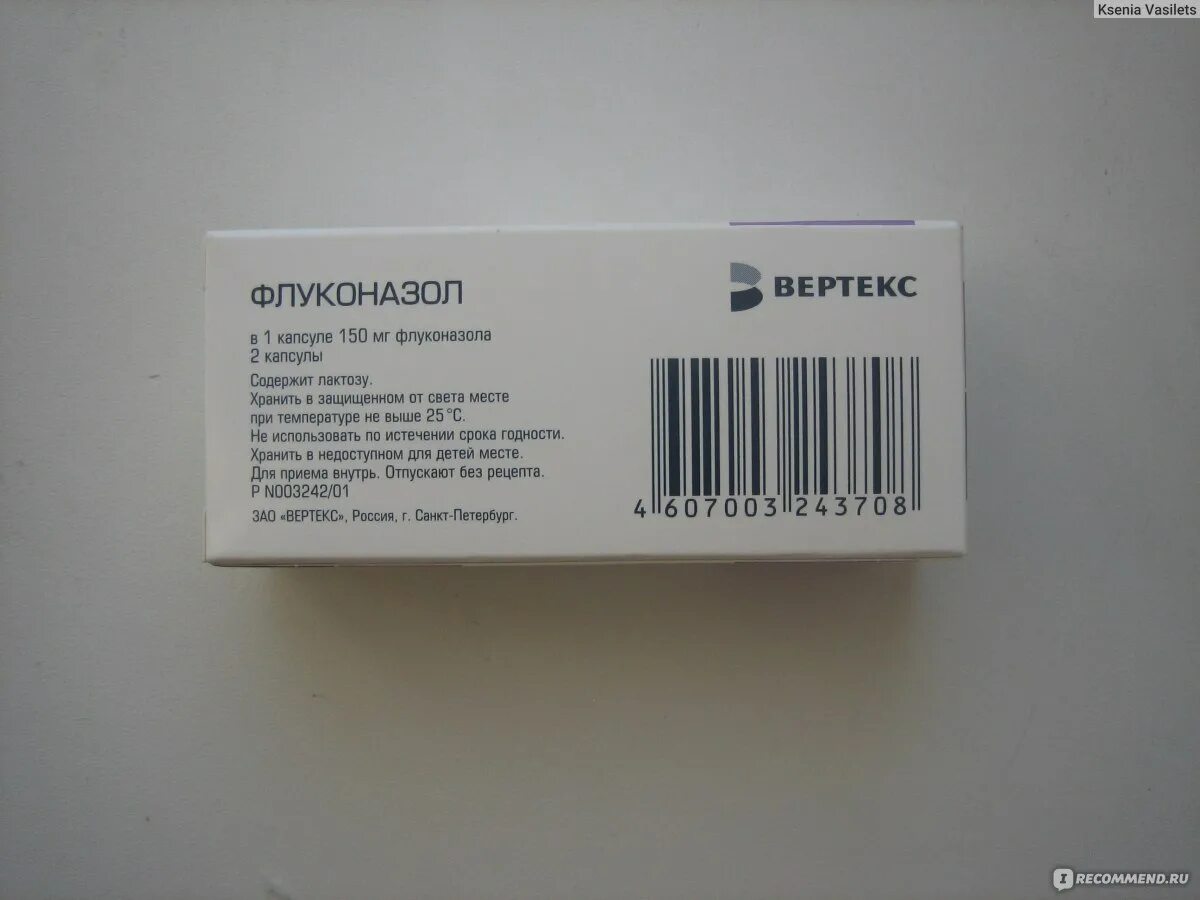 Ksenia Vasilets
ФЛУКОНАЗОЛ
ВЕРТЕКС
в 1 капсуле 150 мг флуконазола
2 капсулы
Содержит лактозу.
Хранить в защищенном от света месте
при температуре не выше 25 °С.
Не использовать по истечении срока годности.
Хранить в недоступном для детей месте.
Для приема внутрь. Отпускают без рецепта.
Р N003242/01
ЗАО «ВЕРТЕКС», Россия, г. Санкт-Петербург.
4 607003 243708
IRECOMMEND.RU